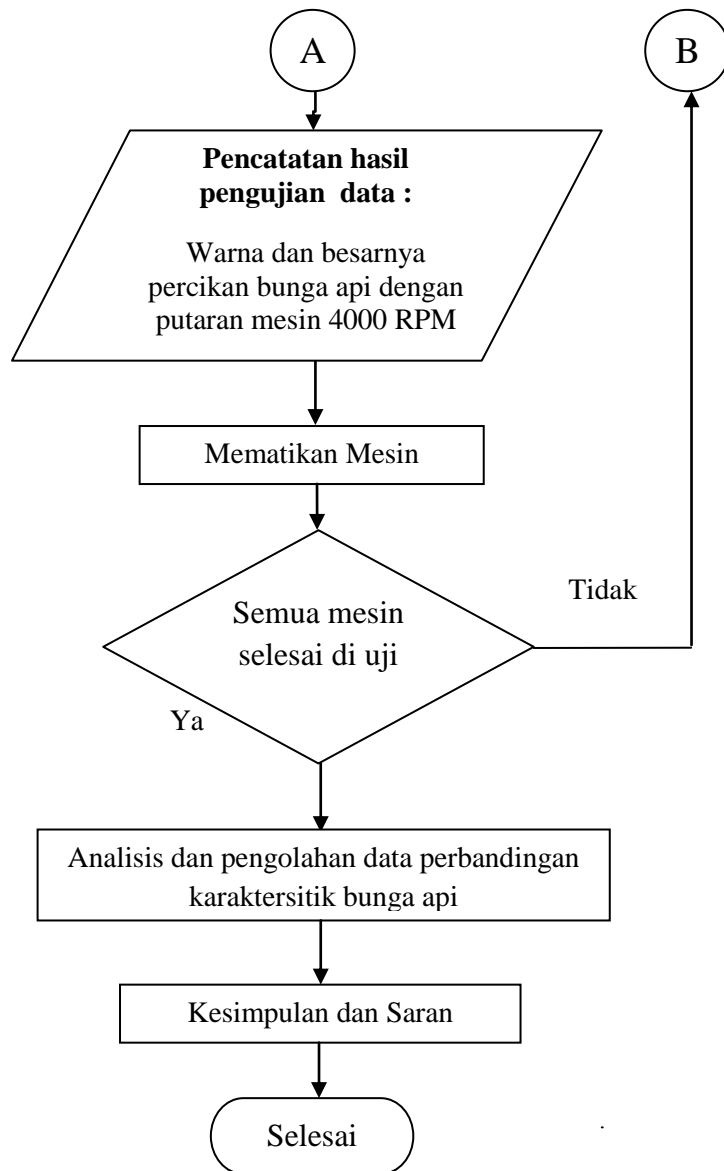 A
B
Pencatatan hasil
pengujian data :
Warna dan besarnya
percikan bunga api dengan
putaran mesin 4000 RPM
Mematikan Mesin
Tidak
Semua mesin
selesai di uji
Ya
Analisis dan pengolahan data perbandingan
karaktersitik bunga api
Kesimpulan dan Saran
Selesai